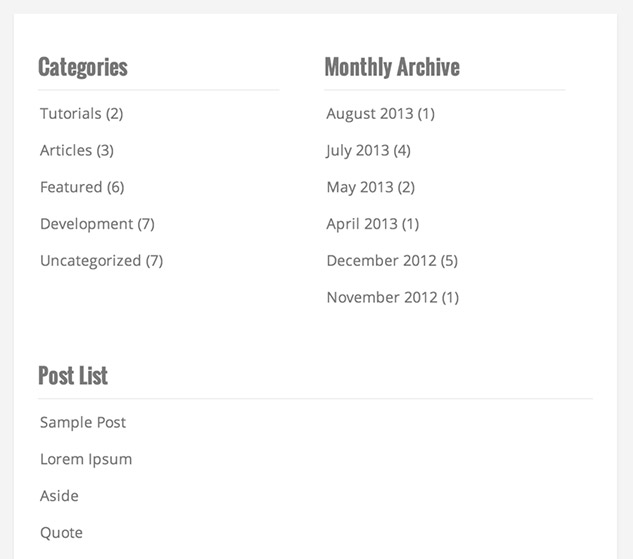 Categories
Tutorials (2)
Articles (3)
Featured (6)
Development (7)
Uncategorized (7)
Monthly Archive
August 2013 (1)
July 2013 (4)
May 2013 (2)
April 2013 (1)
December 2012 (5)
November 2012 (1)
Post List
Sample Post
Lorem Ipsum
Aside
Quote